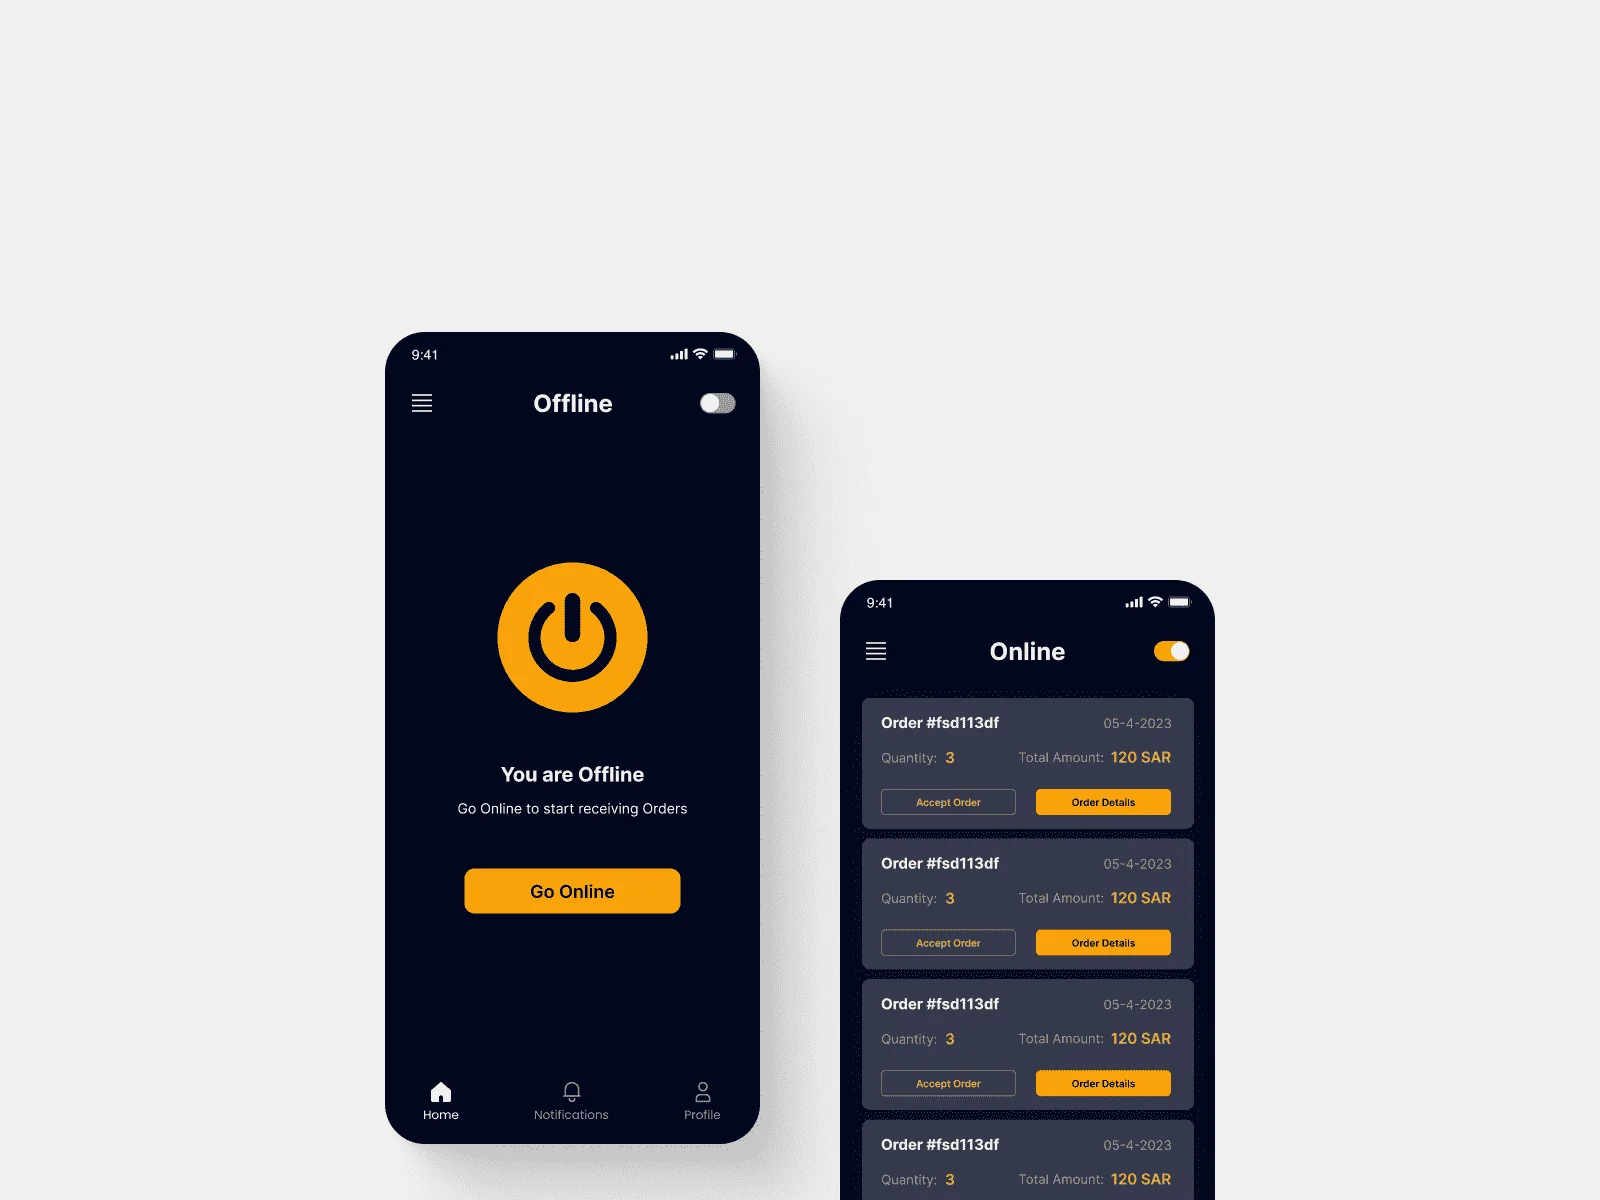 9:41
Offline
You are Offline
Go Online to start receiving Orders
Go Online
Home Notifications Profile
9:41
Online
Order #fsd113df 05-4-2023
Quantity: 3 Total Amount: 120 SAR
Accept Order Order Details
Order #fsd113df 05-4-2023
Quantity: 3 Total Amount: 120 SAR
Accept Order Order Details
Order #fsd113df 05-4-2023
Quantity: 3 Total Amount: 120 SAR
Accept Order Order Details
Order #fsd113df 05-4-2023
Quantity: 3 Total Amount: 120 SAR